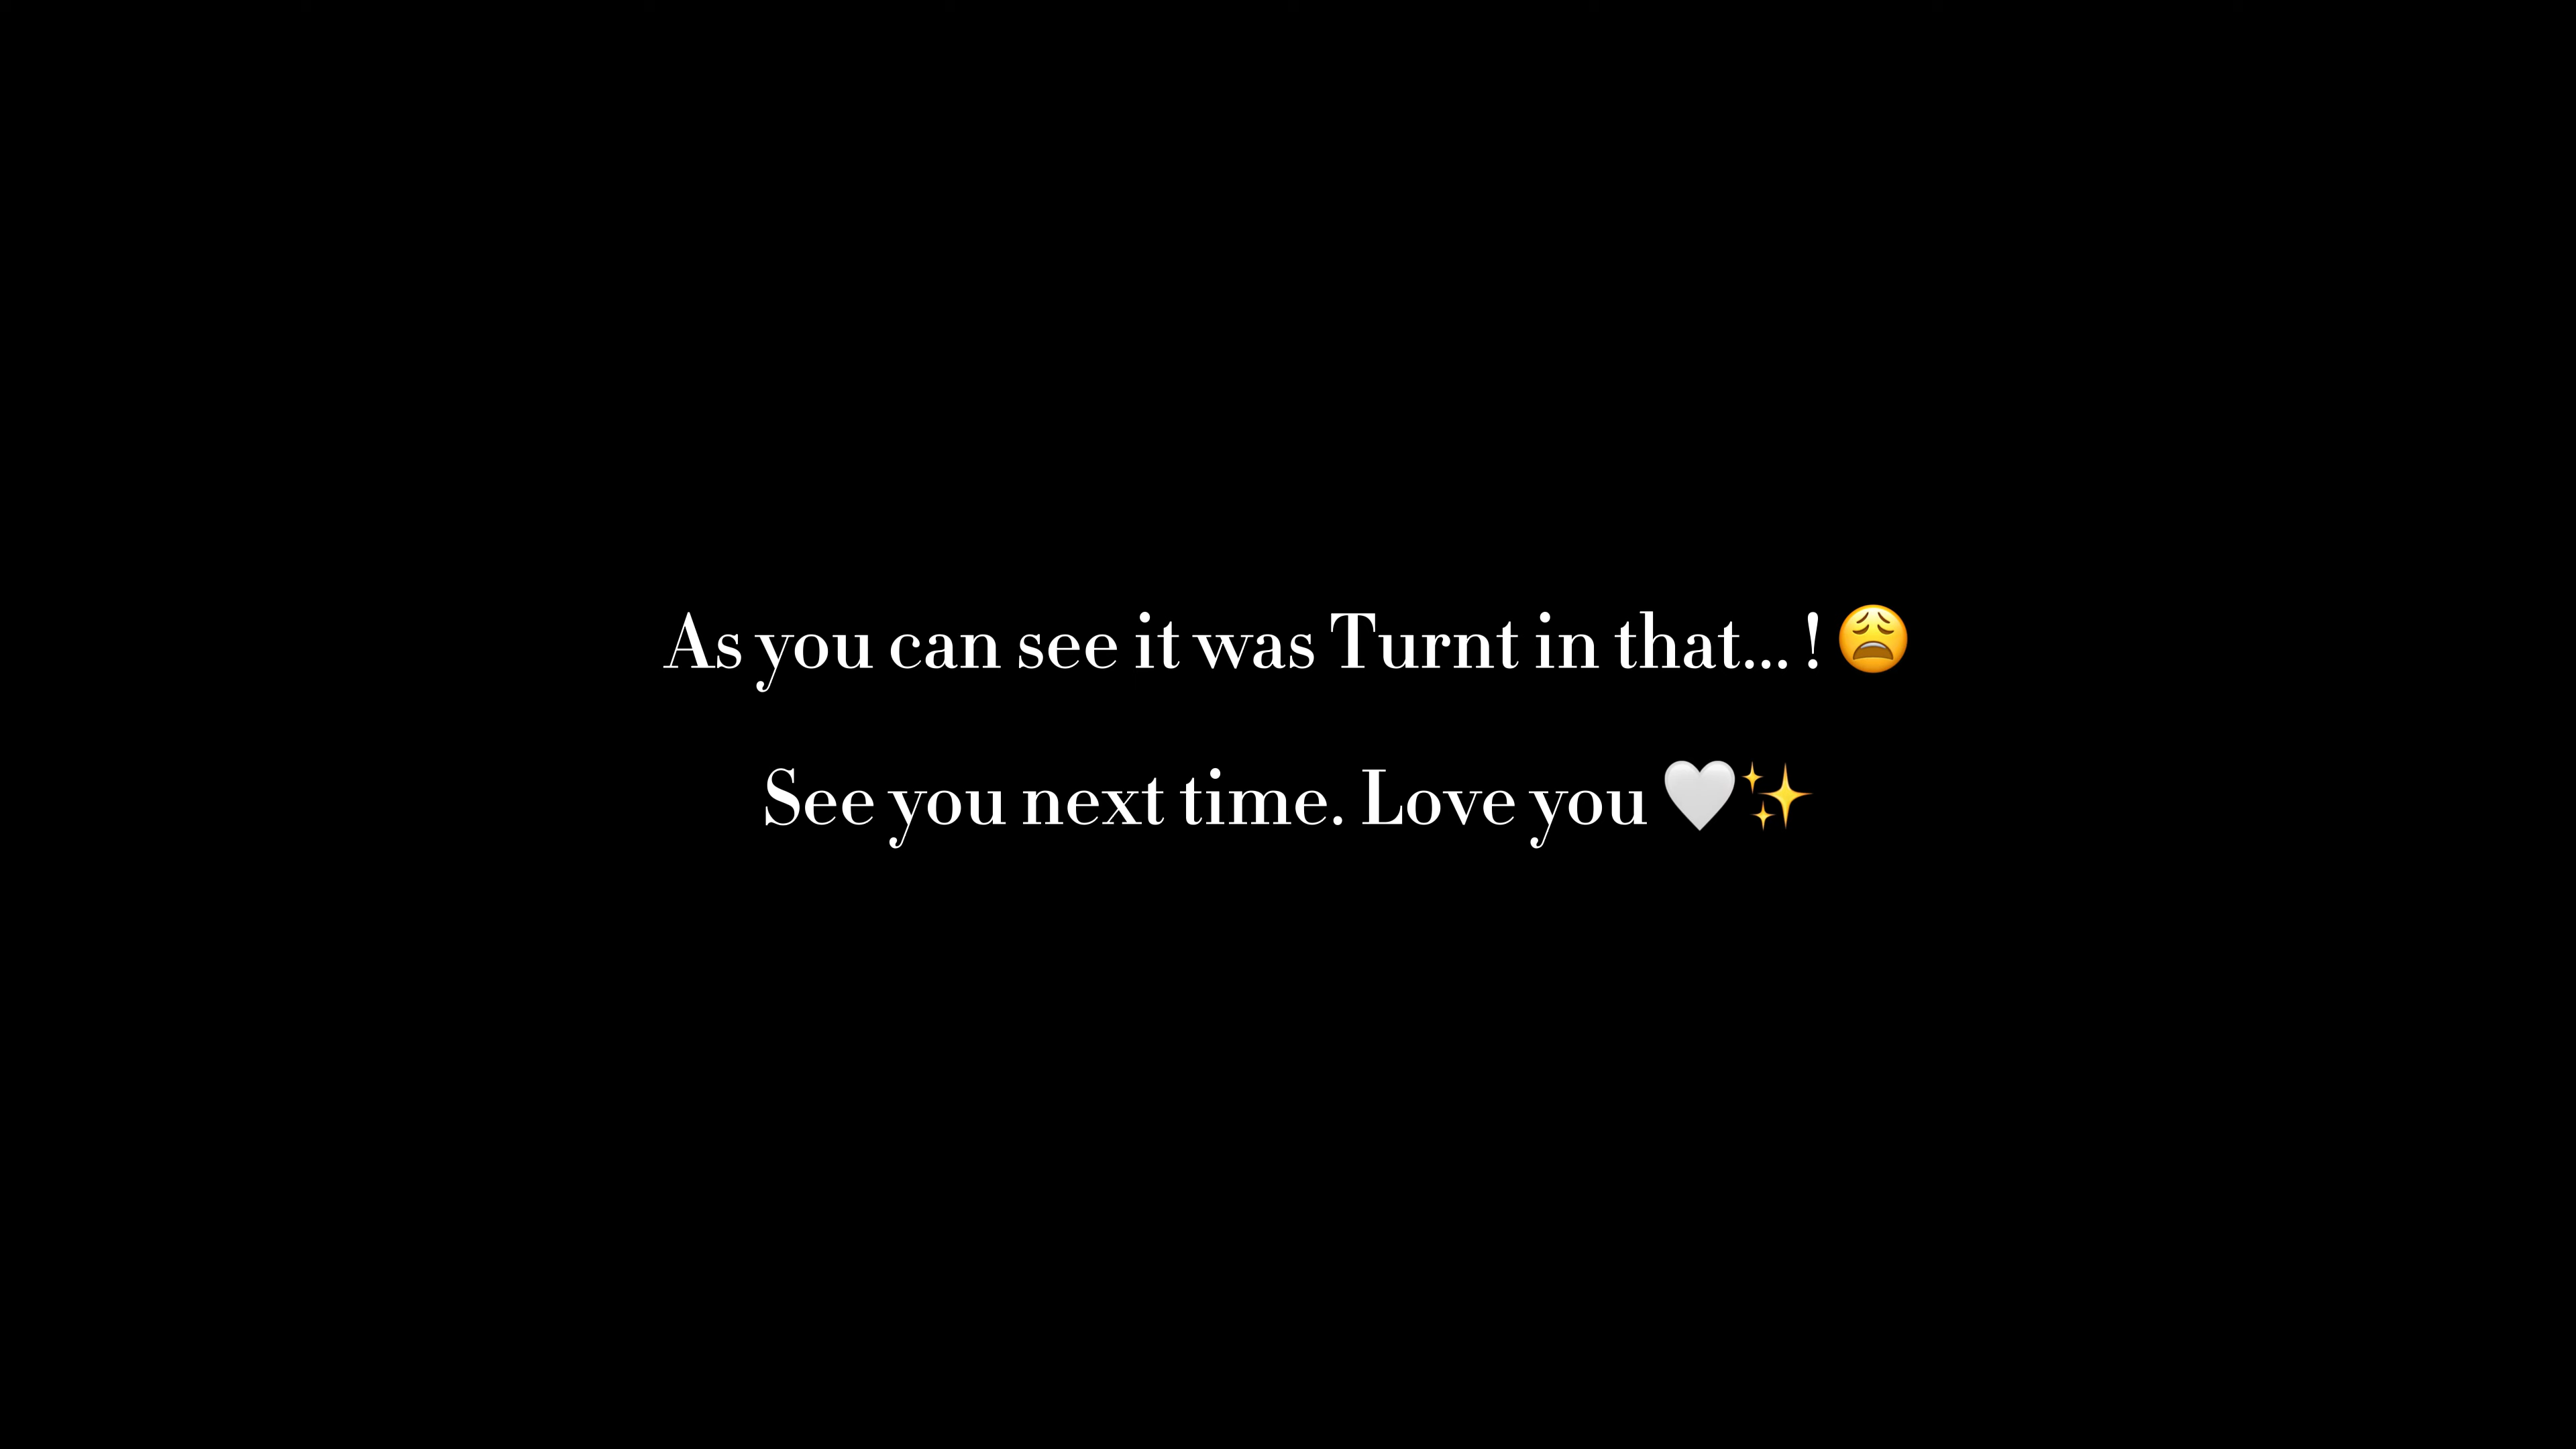 As you can see it was Turnt in that... ! 😩
See you next time. Love you 🤍✨